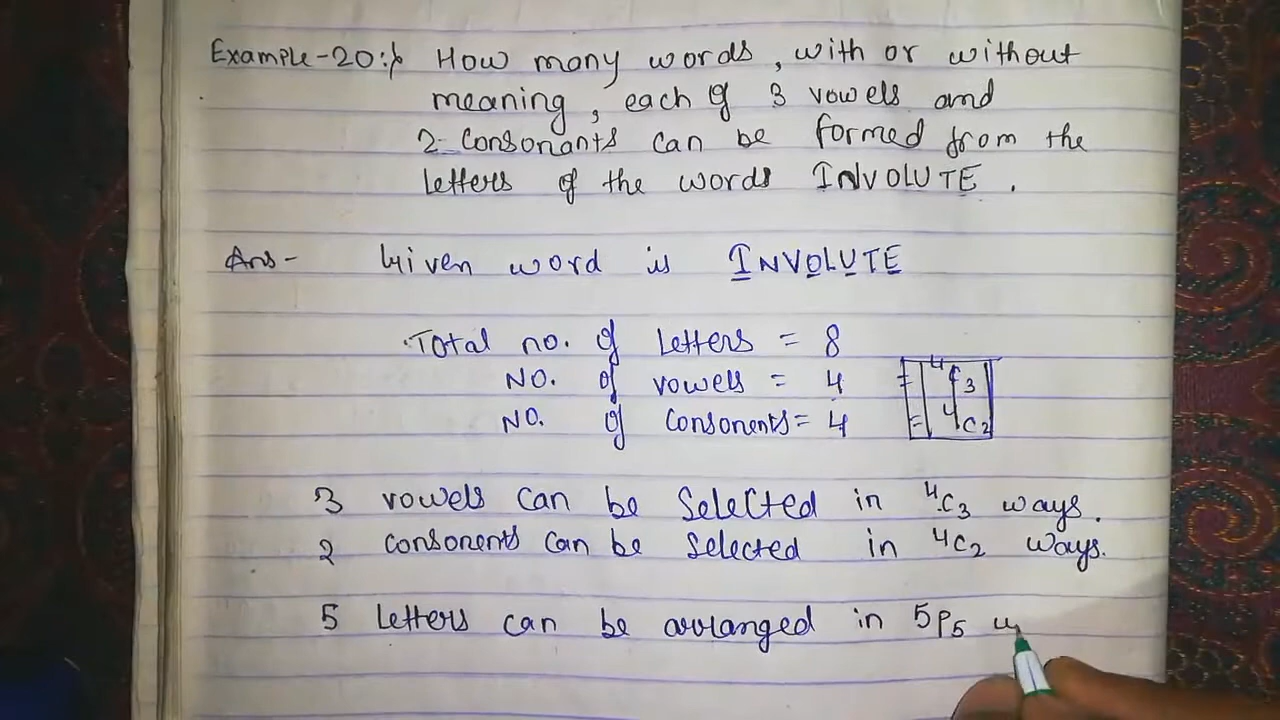 Example-20:- How many words, with or without
meaning, each of 3 vowels and
2 consonants can be formed from the
letters of the words INVOLUTE.
Ans- Given word is INVOLUTE
Total no. of letters = 8
NO. of vowels = 4 = 4C3
NO. of consonents = 4 = 4C2
3 vowels can be selected in 4C3 ways.
2 consonents can be selected in 4C2 ways.
5 letters can be arranged in 5P5